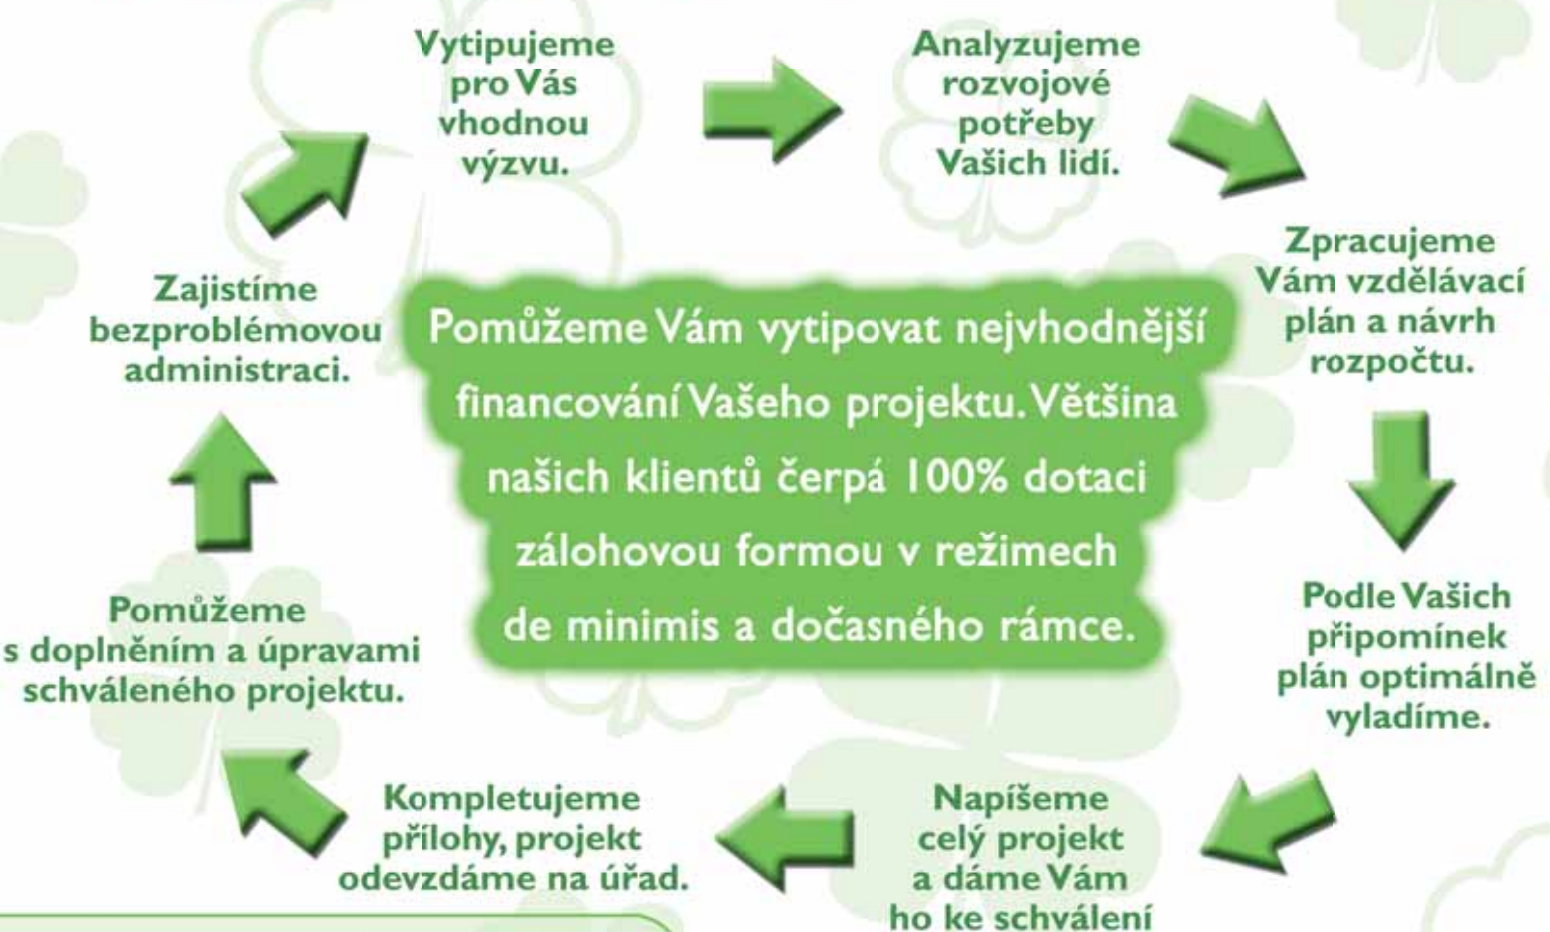 Vytipujeme
pro Vás
vhodnou
výzvu.
Analyzujeme
rozvojové
potřeby
Vašich lidí.
Zpracujeme
Vám vzdělávací
plán a návrh
rozpočtu.
Podle Vašich
připomínek
plán optimálně
vyladíme.
Napíšeme
celý projekt
a dáme Vám
ho ke schválení
Kompletujeme
přílohy, projekt
odevzdáme na úřad.
Pomůžeme
s doplněním a úpravami
schváleného projektu.
Zajistíme
bezproblémovou
administraci.
Pomůžeme Vám vytipovat nejvhodnější
financování Vašeho projektu. Většina
našich klientů čerpá 100% dotaci
zálohovou formou v režimech
de minimis a dočasného rámce.